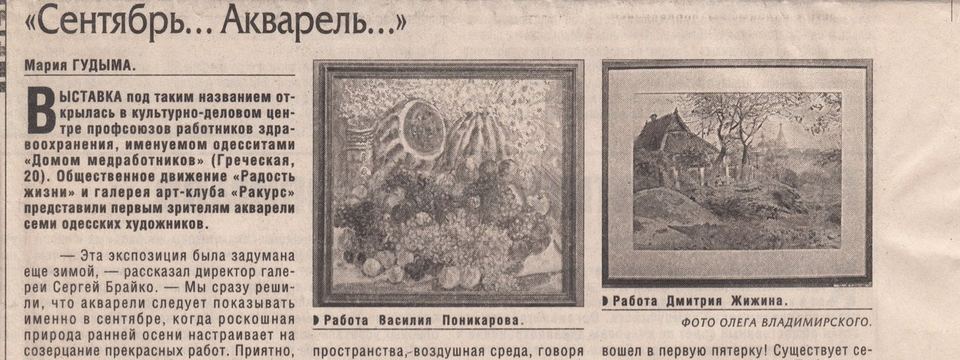 «Сентябрь... Акварель...»
Мария ГУДЫМА.
ВЫСТАВКА под таким названием от-
крылась в культурно-деловом цен-
тре профсоюзов работников здра-
воохранения, именуемом одесситами
«Домом медработников» (Греческая,
20). Общественное движение «Радость
жизни» и галерея арт-клуба «Ракурс»
представили первым зрителям акварели
семи одесских художников.
— Эта экспозиция была задумана
еще зимой, — рассказал директор гале-
реи Сергей Брайко. — Мы сразу реши-
ли, что акварели следует показывать
именно в сентябре, когда роскошная
природа ранней осени настраивает на
созерцание прекрасных работ. Приятно,
Работа Василия Поникарова.
пространства, воздушная среда, говоря
Работа Дмитрия Жижина.
ФОТО ОЛЕГА ВЛАДИМИРСКОГО.
вошел в первую пятерку! Существует се-